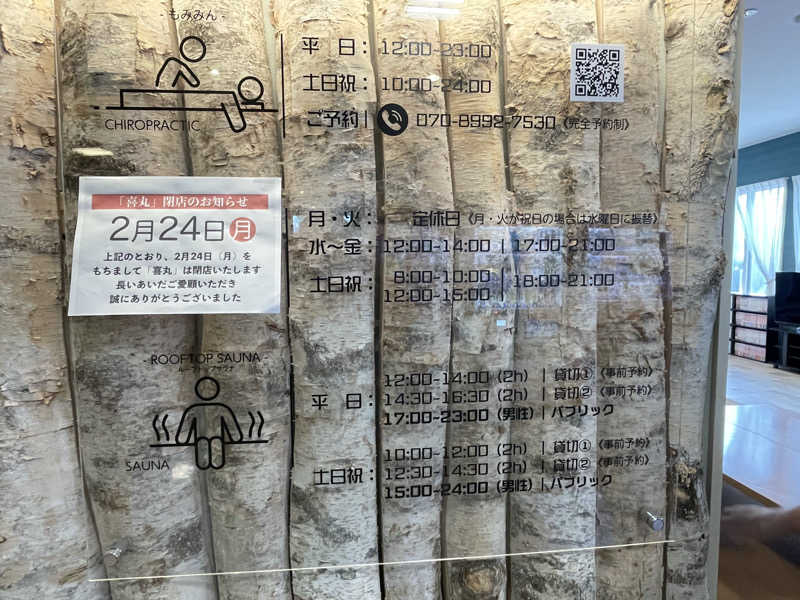 - もみみん -
CHIROPRACTIC
平　日： 12:00-23:00
土日祝： 10:00-24:00
ご予約 | 070-8992-7530 《完全予約制》
「喜丸」閉店のお知らせ
2月24日㊊
上記のとおり、2月24日（月）を
もちまして「喜丸」は閉店いたします
長いあいだご愛顧いただき
誠にありがとうございました
月・火： 定休日《月・火が祝日の場合は水曜日に振替》
水〜金： 12:00-14:00 | 17:00-21:00
土日祝： 8:00-10:00 | 18:00-21:00
12:00-15:00
- ROOFTOP SAUNA -
ルーフトップサウナ
SAUNA
平　日： 12:00-14:00（2h）| 貸切①《事前予約》
14:30-16:30（2h）| 貸切②《事前予約》
17:00-23:00（男性）| パブリック
土日祝： 10:00-12:00（2h）| 貸切①《事前予約》
12:30-14:30（2h）| 貸切②《事前予約》
15:00-24:00（男性）| パブリック